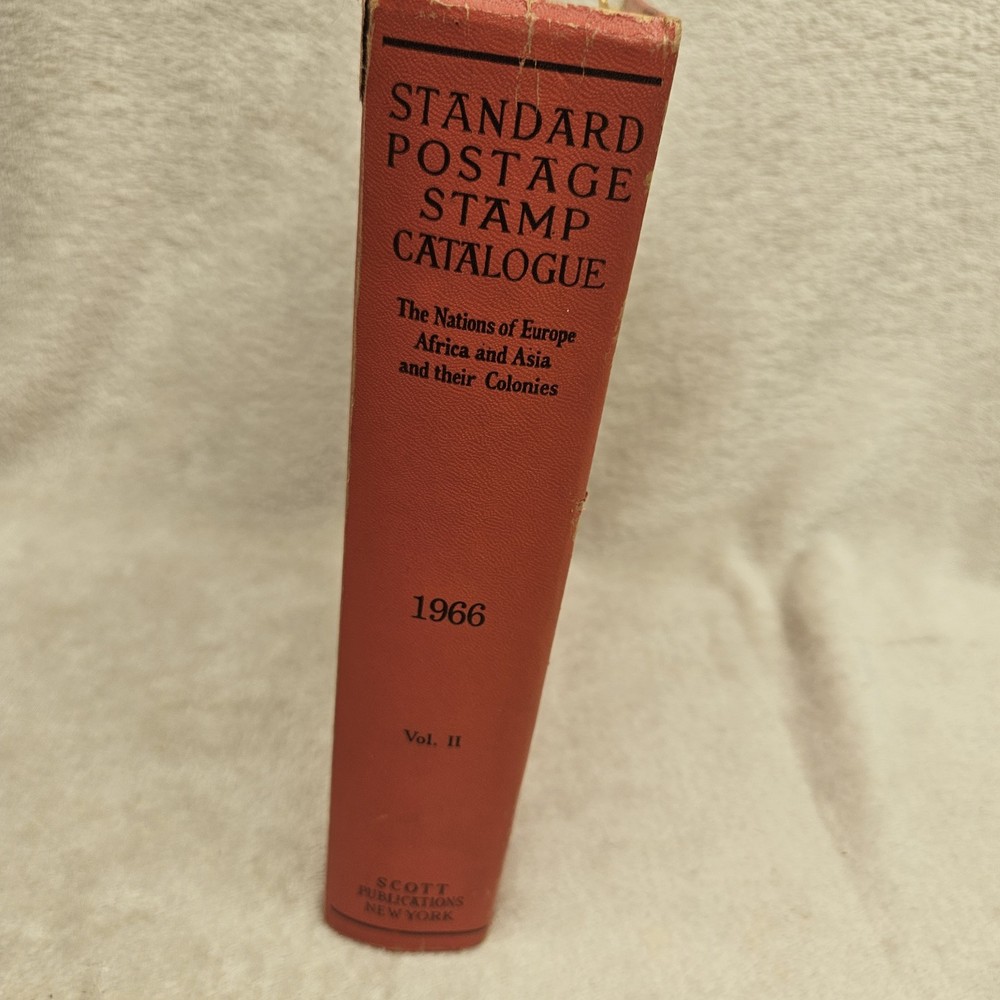 STANDARD
POSTAGE
STAMP
CATALOGUE
The Nations of Europe
Africa and Asia
and their Colonies
1966
Vol. II
SCOTT
PUBLICATIONS
NEW YORK